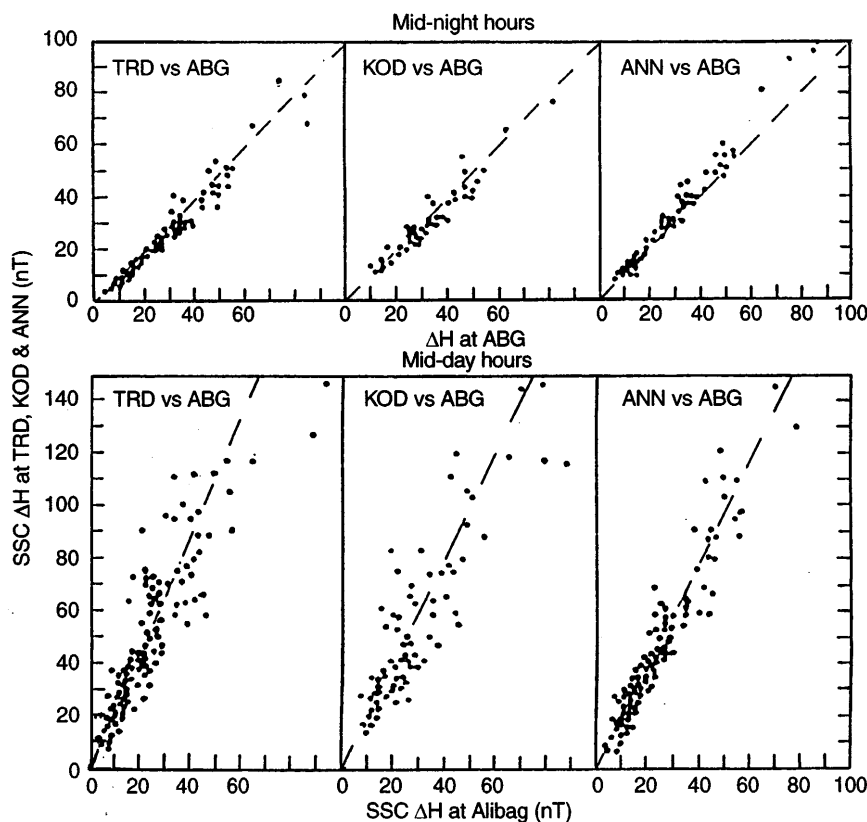 Mid-night hours
TRD vs ABG KOD vs ABG ANN vs ABG
100
80
60
40
20
0
0 20 40 60 0 20 40 60 0 20 40 60 80 100
ΔH at ABG
SSC ΔH at TRD, KOD & ANN (nT)
Mid-day hours
TRD vs ABG KOD vs ABG ANN vs ABG
140
120
100
80
60
40
20
0
0 20 40 60 0 20 40 60 0 20 40 60 80 100
SSC ΔH at Alibag (nT)